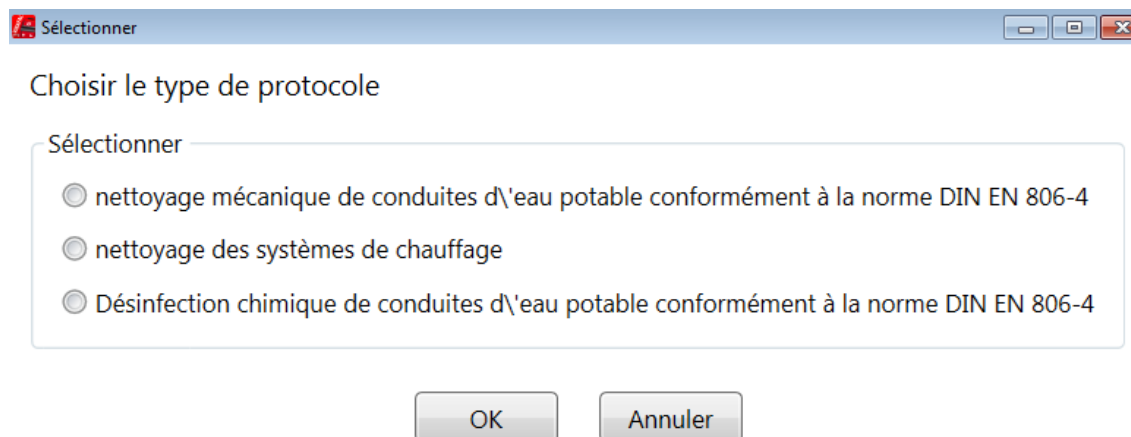 Sélectionner
Choisir le type de protocole
Sélectionner
nettoyage mécanique de conduites d\'eau potable conformément à la norme DIN EN 806-4
nettoyage des systèmes de chauffage
Désinfection chimique de conduites d\'eau potable conformément à la norme DIN EN 806-4
OK
Annuler